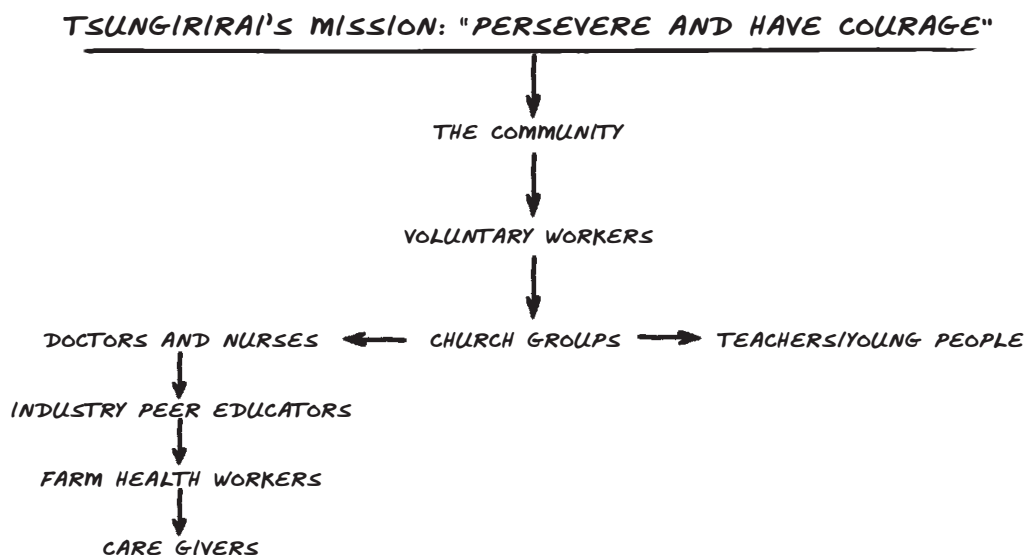 TSUNGIRIRAI'S MISSION: "PERSEVERE AND HAVE COURAGE"
THE COMMUNITY
VOLUNTARY WORKERS
DOCTORS AND NURSES
CHURCH GROUPS
TEACHERS/YOUNG PEOPLE
INDUSTRY PEER EDUCATORS
FARM HEALTH WORKERS
CARE GIVERS